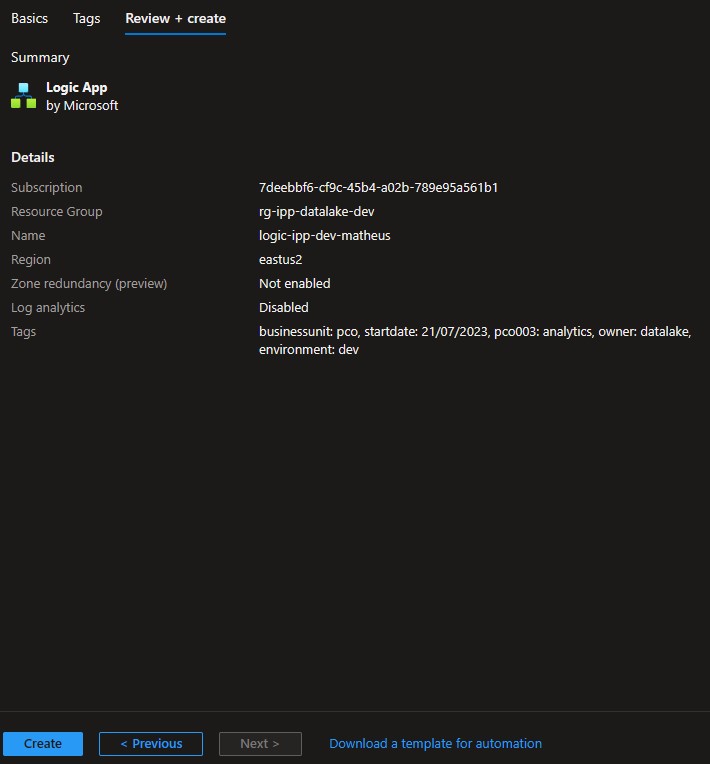 Basics Tags Review + create
Summary
Logic App
by Microsoft
Details
Subscription 7deebbf6-cf9c-45b4-a02b-789e95a561b1
Resource Group rg-ipp-datalake-dev
Name logic-ipp-dev-matheus
Region eastus2
Zone redundancy (preview) Not enabled
Log analytics Disabled
Tags businessunit: pco, startdate: 21/07/2023, pco003: analytics, owner: datalake,
environment: dev
Create < Previous Next > Download a template for automation